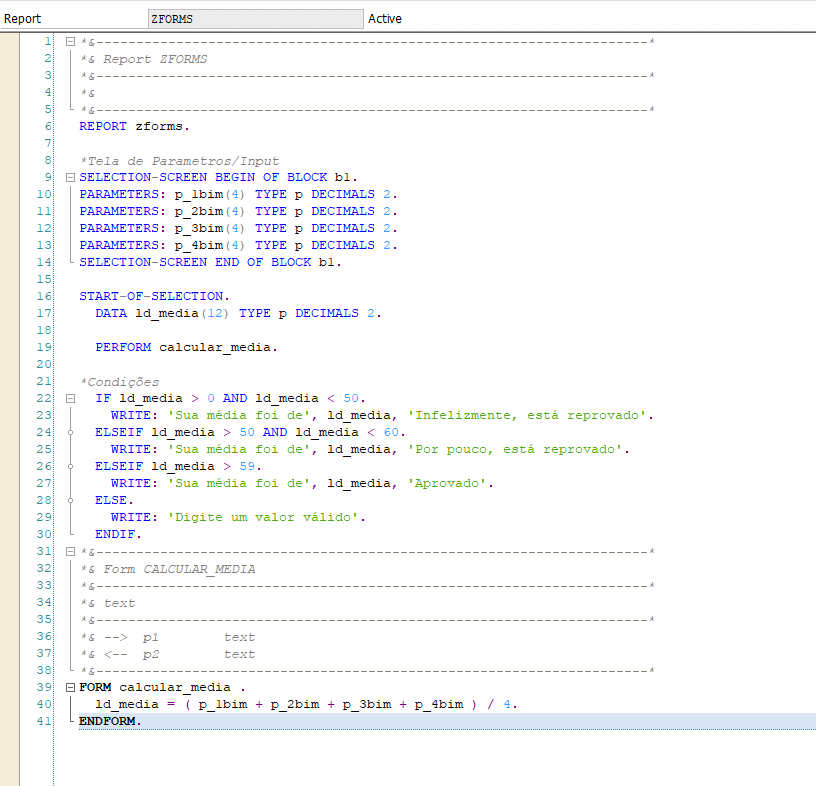 Report ZFORMS Active
1 *&---------------------------------------------------------------------*
2 *& Report ZFORMS
3 *&---------------------------------------------------------------------*
4 *&
5 *&---------------------------------------------------------------------*
6 REPORT zforms.
7
8 *Tela de Parametros/Input
9 SELECTION-SCREEN BEGIN OF BLOCK b1.
10 PARAMETERS: p_1bim(4) TYPE p DECIMALS 2.
11 PARAMETERS: p_2bim(4) TYPE p DECIMALS 2.
12 PARAMETERS: p_3bim(4) TYPE p DECIMALS 2.
13 PARAMETERS: p_4bim(4) TYPE p DECIMALS 2.
14 SELECTION-SCREEN END OF BLOCK b1.
15
16 START-OF-SELECTION.
17   DATA ld_media(12) TYPE p DECIMALS 2.
18
19   PERFORM calcular_media.
20
21 *Condições
22   IF ld_media > 0 AND ld_media < 50.
23     WRITE: 'Sua média foi de', ld_media, 'Infelizmente, está reprovado'.
24   ELSEIF ld_media > 50 AND ld_media < 60.
25     WRITE: 'Sua média foi de', ld_media, 'Por pouco, está reprovado'.
26   ELSEIF ld_media > 59.
27     WRITE: 'Sua média foi de', ld_media, 'Aprovado'.
28   ELSE.
29     WRITE: 'Digite um valor válido'.
30   ENDIF.
31 *&---------------------------------------------------------------------*
32 *& Form CALCULAR_MEDIA
33 *&---------------------------------------------------------------------*
34 *& text
35 *&---------------------------------------------------------------------*
36 *& -->  p1        text
37 *& <--  p2        text
38 *&---------------------------------------------------------------------*
39 FORM calcular_media .
40   ld_media = ( p_1bim + p_2bim + p_3bim + p_4bim ) / 4.
41 ENDFORM.